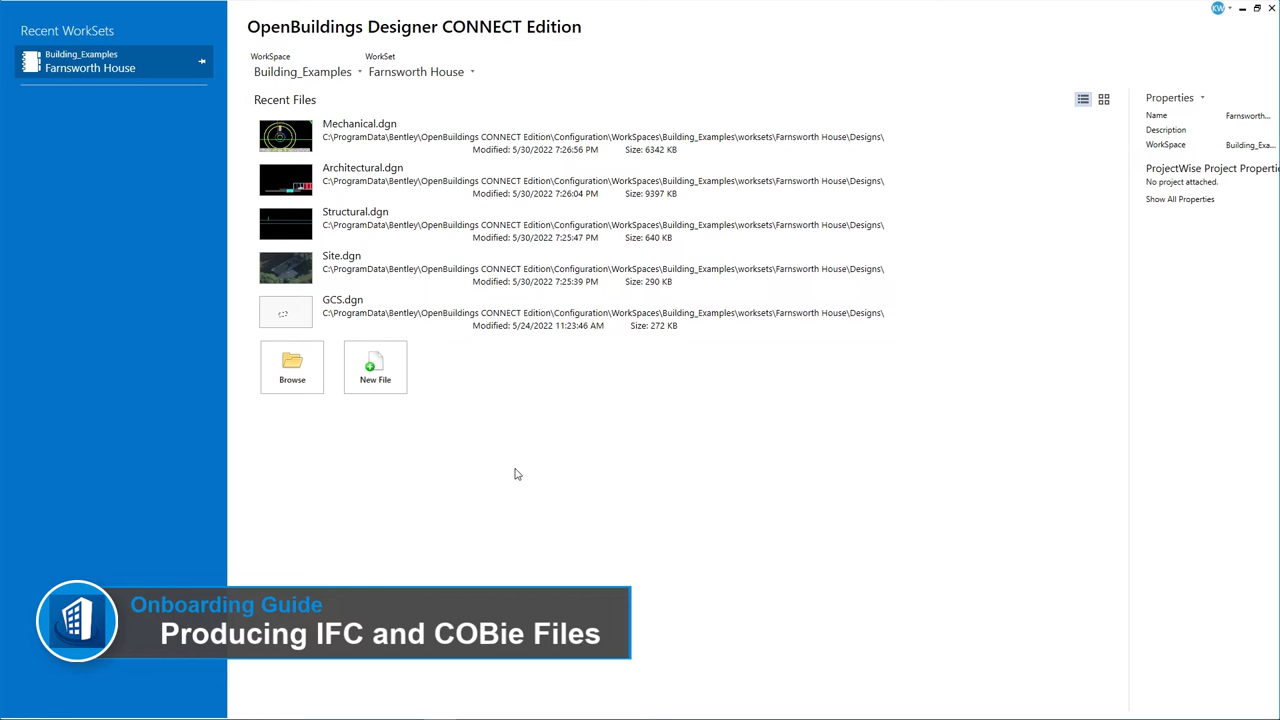 KW
Recent WorkSets
OpenBuildings Designer CONNECT Edition
Building_Examples
Farnsworth House
WorkSpace
WorkSet
Building_Examples
Farnsworth House
Recent Files
Mechanical.dgn
C:\ProgramData\Bentley\OpenBuildings CONNECT Edition\Configuration\WorkSpaces\Building_Examples\worksets\Farnsworth House\Designs\
Modified: 5/30/2022 7:26:56 PM Size: 6342 KB
Architectural.dgn
C:\ProgramData\Bentley\OpenBuildings CONNECT Edition\Configuration\WorkSpaces\Building_Examples\worksets\Farnsworth House\Designs\
Modified: 5/30/2022 7:26:04 PM Size: 9397 KB
Structural.dgn
C:\ProgramData\Bentley\OpenBuildings CONNECT Edition\Configuration\WorkSpaces\Building_Examples\worksets\Farnsworth House\Designs\
Modified: 5/30/2022 7:25:47 PM Size: 640 KB
Site.dgn
C:\ProgramData\Bentley\OpenBuildings CONNECT Edition\Configuration\WorkSpaces\Building_Examples\worksets\Farnsworth House\Designs\
Modified: 5/30/2022 7:25:39 PM Size: 290 KB
GCS.dgn
C:\ProgramData\Bentley\OpenBuildings CONNECT Edition\Configuration\WorkSpaces\Building_Examples\worksets\Farnsworth House\Designs\
Modified: 5/24/2022 11:23:46 AM Size: 272 KB
Browse
New File
Properties
Name Farnsworth...
Description
WorkSpace Building_Exa...
ProjectWise Project Properti
No project attached.
Show All Properties
Onboarding Guide
Producing IFC and COBie Files